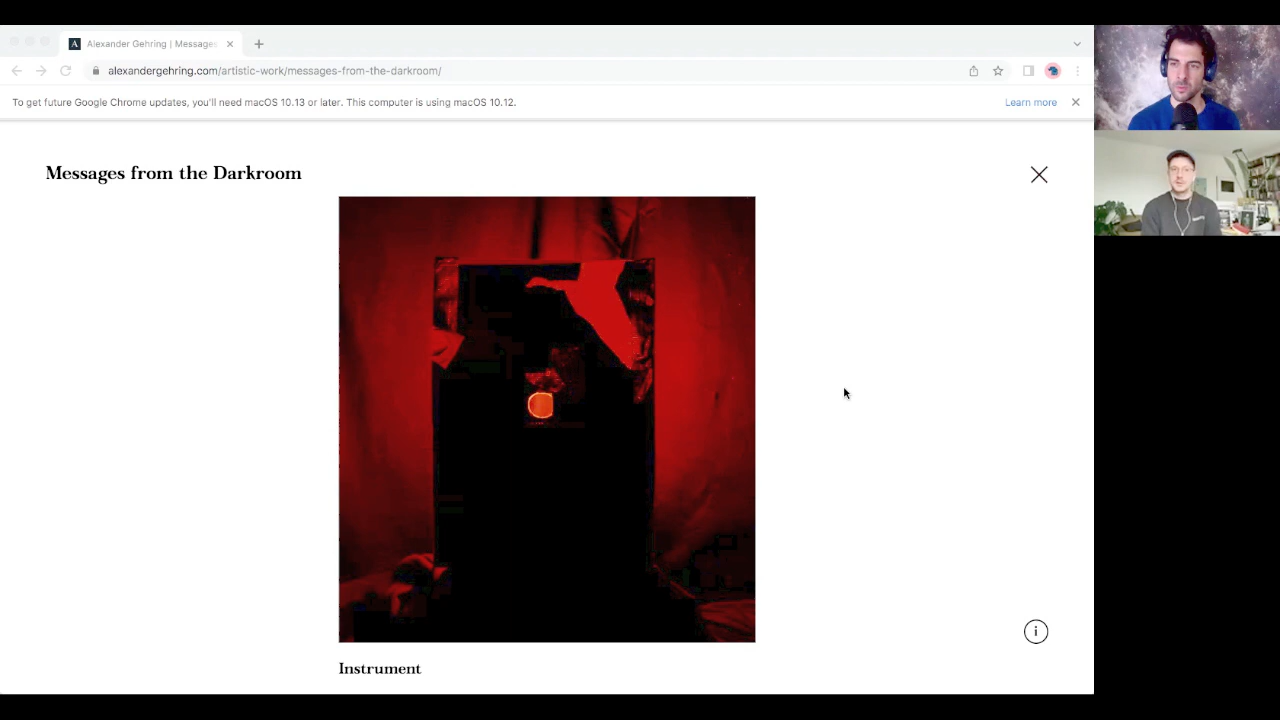 Alexander Gehring | Messages
alexandergehring.com/artistic-work/messages-from-the-darkroom/
To get future Google Chrome updates, you'll need macOS 10.13 or later. This computer is using macOS 10.12.
Learn more
Messages from the Darkroom
Instrument